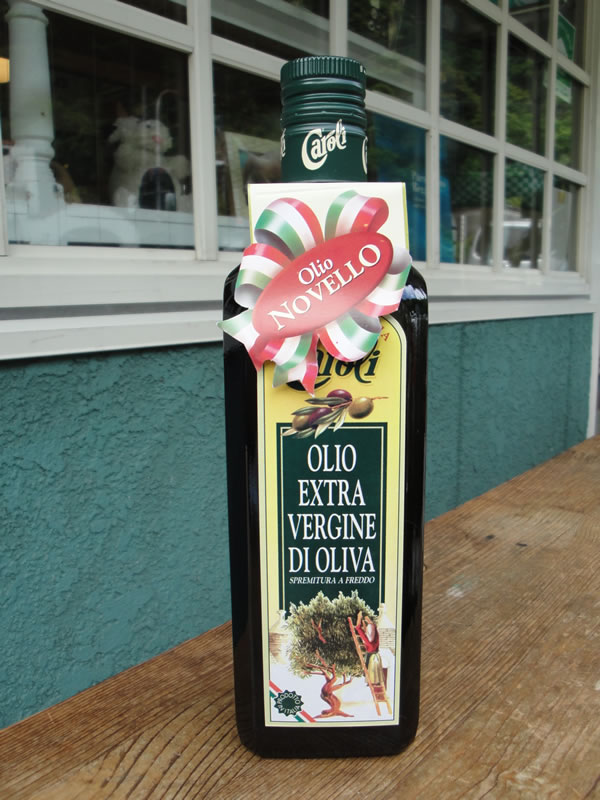 Caroli
Olio
NOVELLO
Caroli
OLIO
EXTRA
VERGINE
DI OLIVA
SPREMITURA A FREDDO